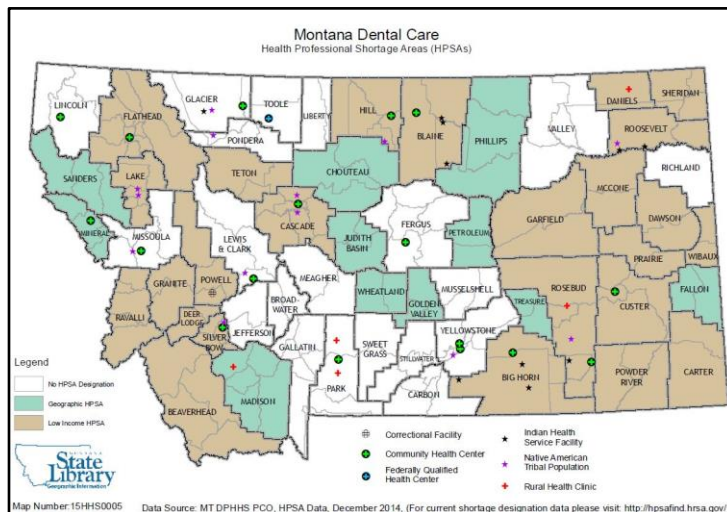 Montana Dental Care
Health Professional Shortage Areas (HPSAs)
LINCOLN
FLATHEAD
GLACIER
TOOLE
LIBERTY
HILL
BLAINE
PHILLIPS
VALLEY
DANIELS
SHERIDAN
ROOSEVELT
PONDERA
RICHLAND
SANDERS
LAKE
TETON
CHOUTEAU
MCCONE
GARFIELD
DAWSON
MINERAL
MISSOULA
LEWIS
& CLARK
CASCADE
JUDITH
BASIN
FERGUS
PETROLEUM
PRAIRIE
WIBAUX
POWELL
GRANITE
MEAGHER
WHEATLAND
GOLDEN
VALLEY
MUSSELSHELL
ROSEBUD
TREASURE
CUSTER
FALLON
RAVALLI
DEER
LODGE
SILVER
BOW
JEFFERSON
BROAD-
WATER
GALLATIN
PARK
SWEET
GRASS
STILLWATER
YELLOWSTONE
BIG HORN
POWDER
RIVER
CARTER
BEAVERHEAD
MADISON
CARBON
Legend
No HPSA Designation
Geographic HPSA
Low Income HPSA
Correctional Facility
Community Health Center
Federally Qualified
Health Center
Indian Health
Service Facility
Native American
Tribal Population
Rural Health Clinic
MONTANA
State
Library
Geographic Information
Map Number:15HHS0005 Data Source: MT DPHHS PCO, HPSA Data, December 2014, (For current shortage designation data please visit: http://hpsafind.hrsa.gov/